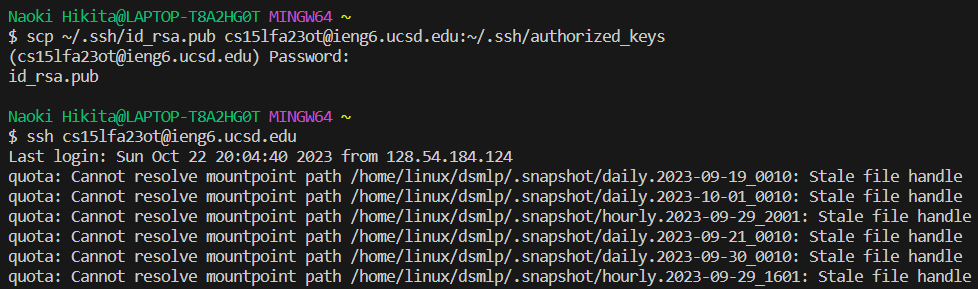 Naoki Hikita@LAPTOP-T8A2HG0T MINGW64 ~
$ scp ~/.ssh/id_rsa.pub cs15lfa23ot@ieng6.ucsd.edu:~/.ssh/authorized_keys
(cs15lfa23ot@ieng6.ucsd.edu) Password:
id_rsa.pub
Naoki Hikita@LAPTOP-T8A2HG0T MINGW64 ~
$ ssh cs15lfa23ot@ieng6.ucsd.edu
Last login: Sun Oct 22 20:04:40 2023 from 128.54.184.124
quota: Cannot resolve mountpoint path /home/linux/dsmlp/.snapshot/daily.2023-09-19_0010: Stale file handle
quota: Cannot resolve mountpoint path /home/linux/dsmlp/.snapshot/daily.2023-10-01_0010: Stale file handle
quota: Cannot resolve mountpoint path /home/linux/dsmlp/.snapshot/hourly.2023-09-29_2001: Stale file handle
quota: Cannot resolve mountpoint path /home/linux/dsmlp/.snapshot/daily.2023-09-21_0010: Stale file handle
quota: Cannot resolve mountpoint path /home/linux/dsmlp/.snapshot/daily.2023-09-30_0010: Stale file handle
quota: Cannot resolve mountpoint path /home/linux/dsmlp/.snapshot/hourly.2023-09-29_1601: Stale file handle